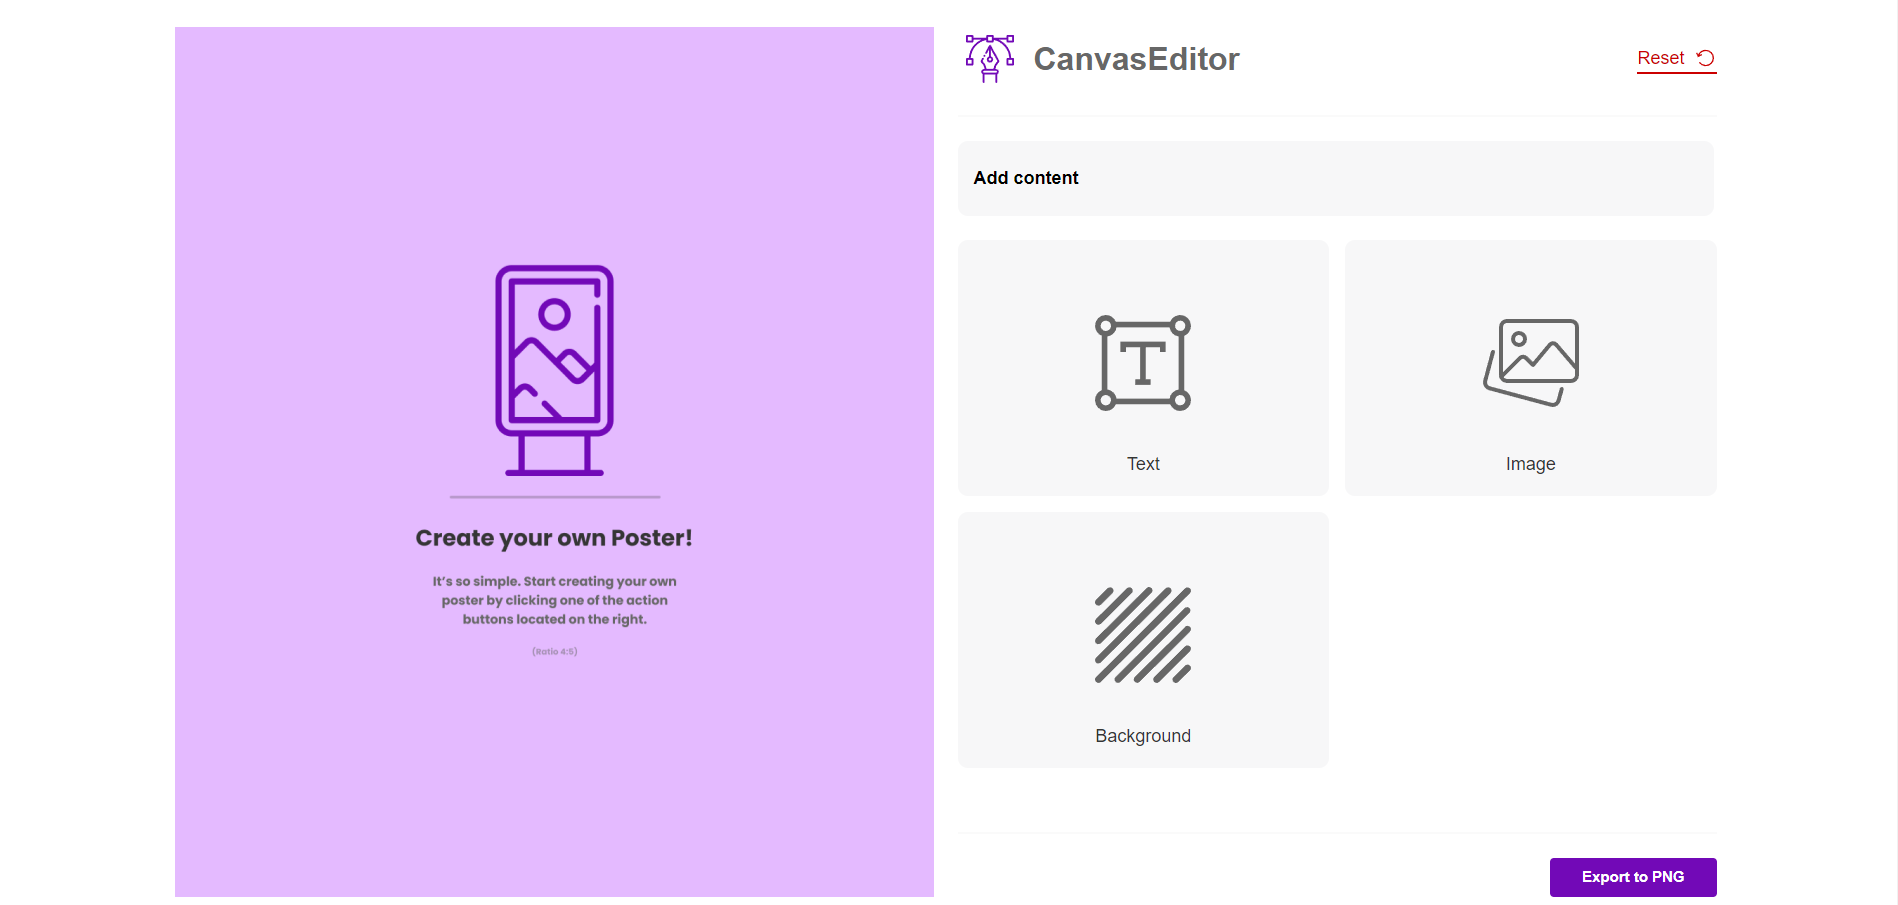 Create your own Poster!
It's so simple. Start creating your own
poster by clicking one of the action
buttons located on the right.
(Ratio 4:5)
CanvasEditor
Reset
Add content
T
Text
Image
Background
Export to PNG